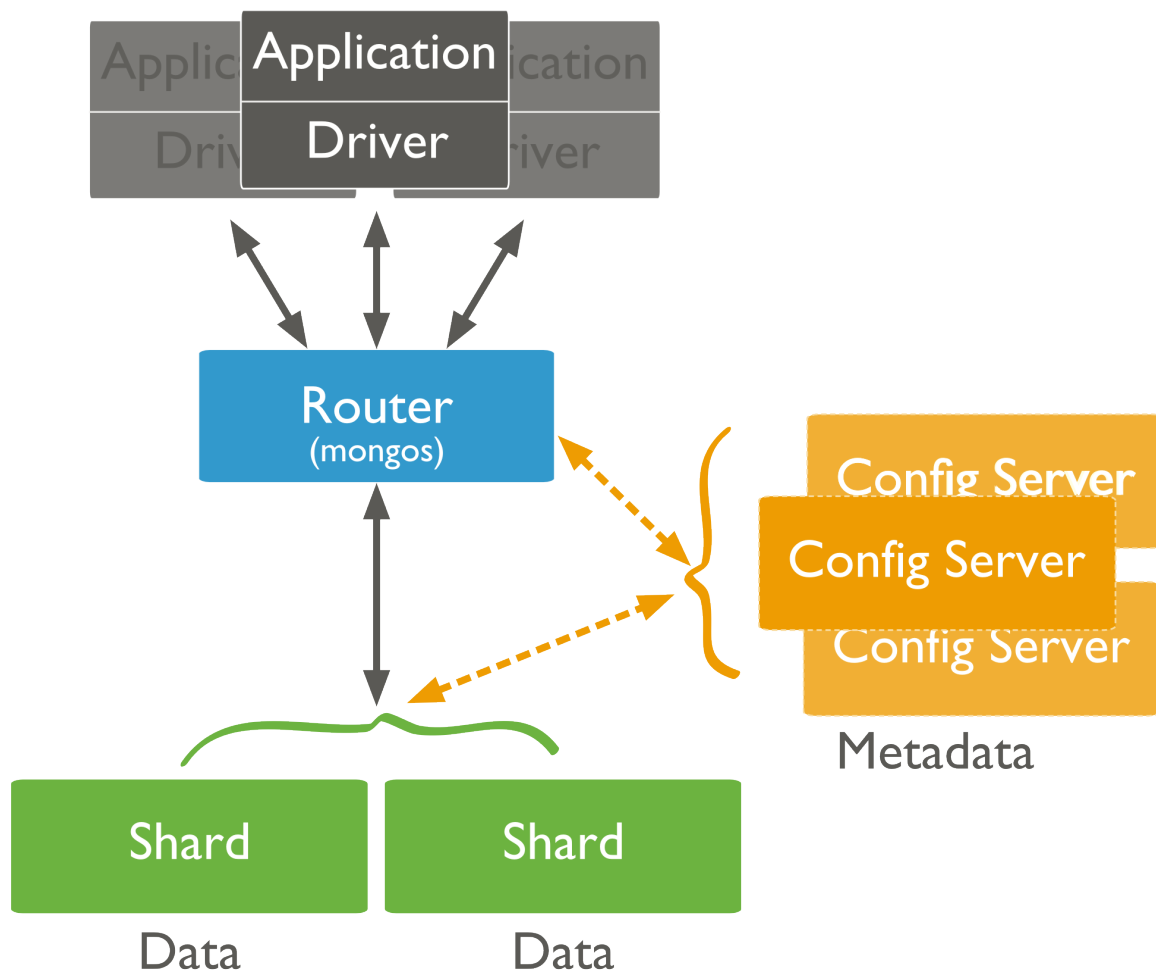 Application
Driver
Router
(mongos)
Config Server
Config Server
Config Server
Metadata
Shard
Shard
Data
Data